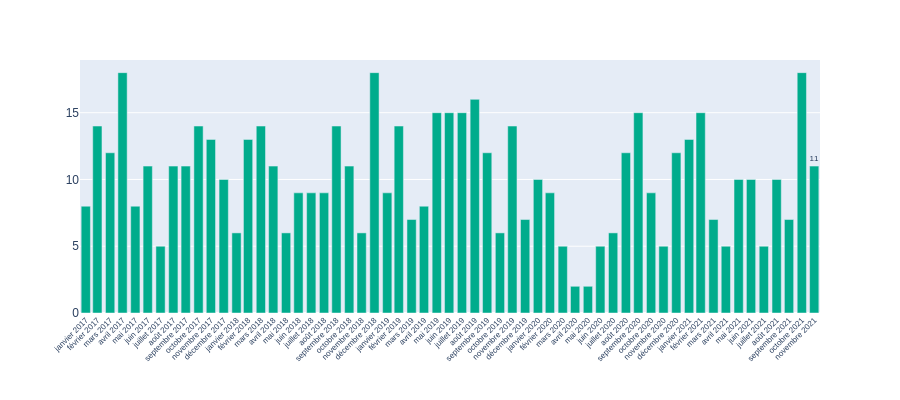 15
11
10
5
0
janvier 2017
février 2017
mars 2017
avril 2017
mai 2017
juin 2017
juillet 2017
août 2017
septembre 2017
octobre 2017
novembre 2017
décembre 2017
janvier 2018
février 2018
mars 2018
avril 2018
mai 2018
juin 2018
juillet 2018
août 2018
septembre 2018
octobre 2018
novembre 2018
décembre 2018
janvier 2019
février 2019
mars 2019
avril 2019
mai 2019
juin 2019
juillet 2019
août 2019
septembre 2019
octobre 2019
novembre 2019
décembre 2019
janvier 2020
février 2020
mars 2020
avril 2020
mai 2020
juin 2020
juillet 2020
août 2020
septembre 2020
octobre 2020
novembre 2020
décembre 2020
janvier 2021
février 2021
mars 2021
avril 2021
mai 2021
juin 2021
juillet 2021
août 2021
septembre 2021
octobre 2021
novembre 2021